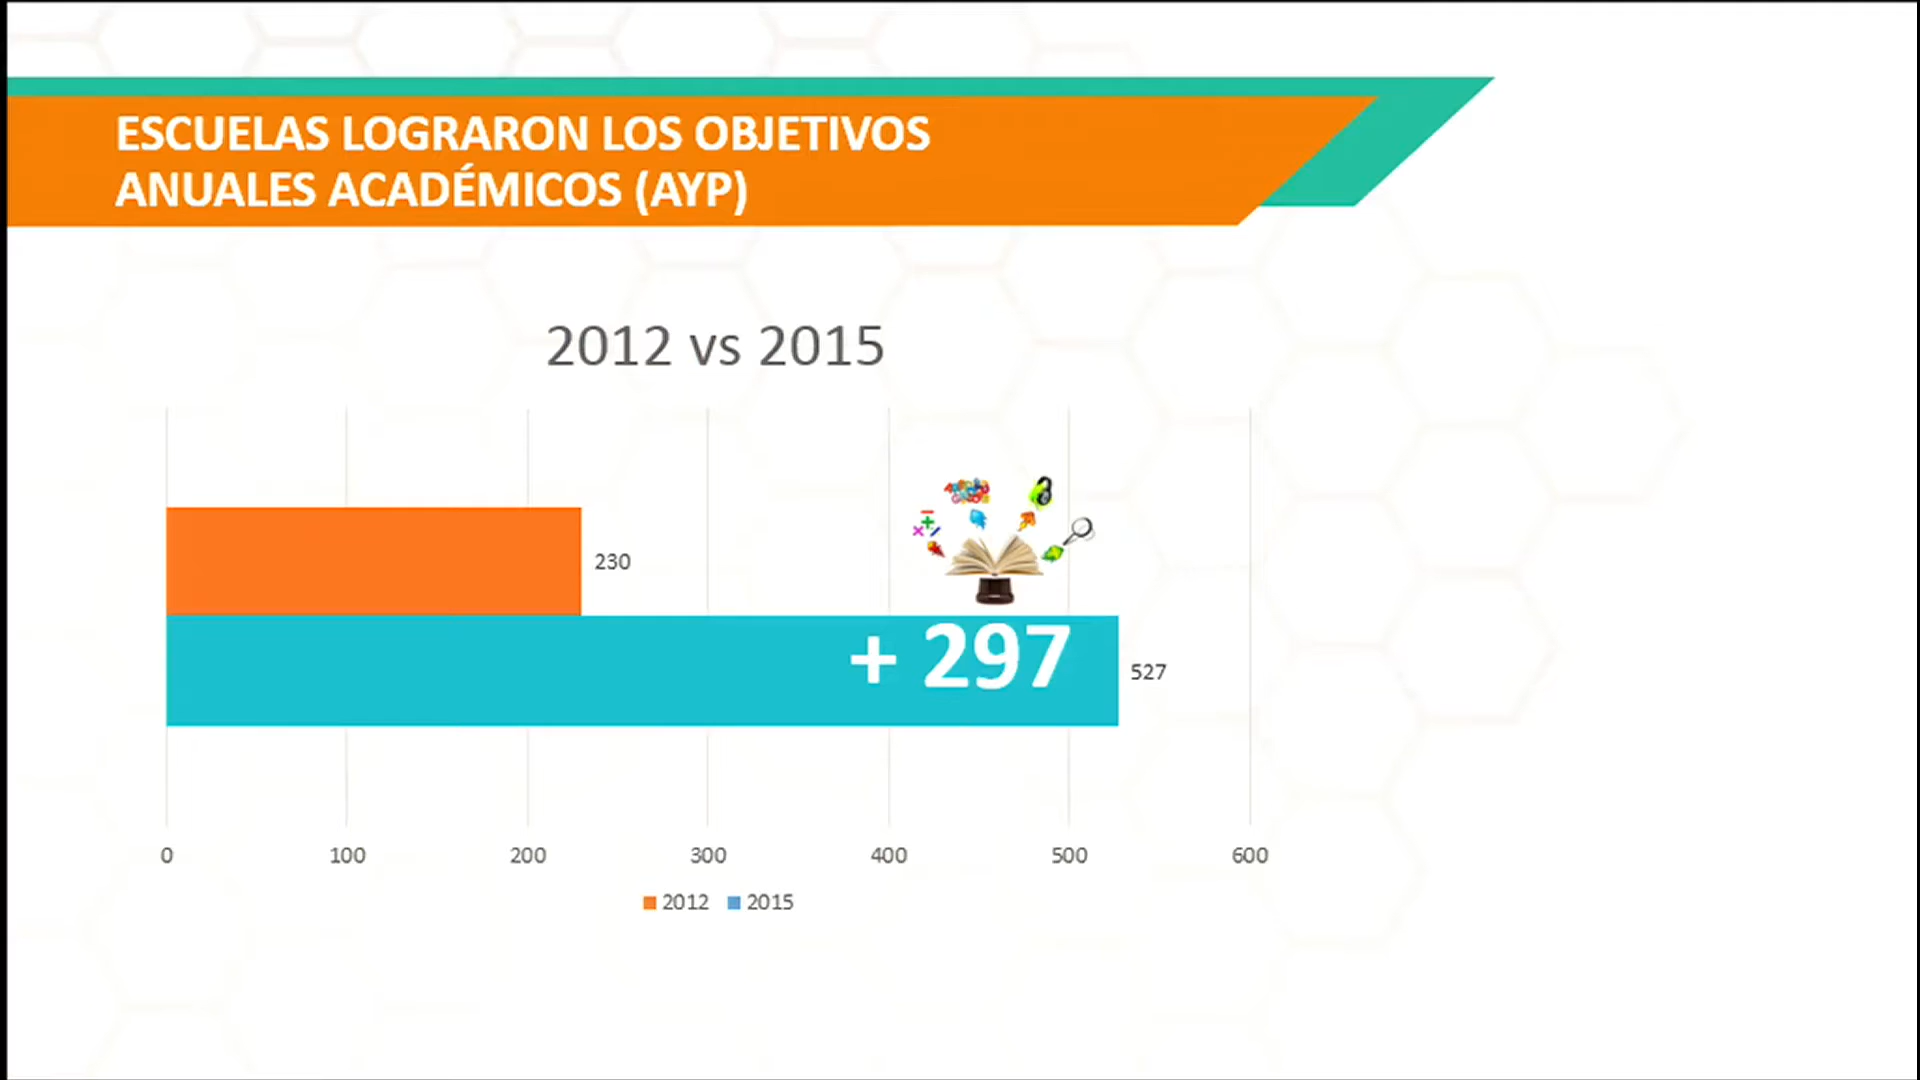 ESCUELAS LOGRARON LOS OBJETIVOS
ANUALES ACADÉMICOS (AYP)
2012 vs 2015
230
+ 297
527
0 100 200 300 400 500 600
2012 2015